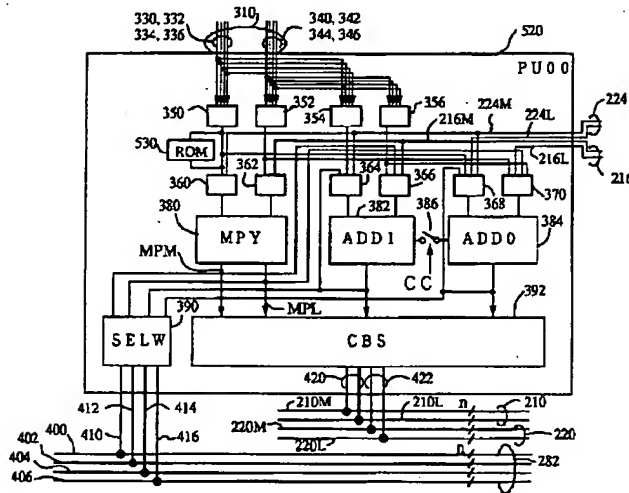 330, 332
310
340, 342
334, 336
344, 346
520
PU00
350
352
354
356
224
224M
216M
224L
530
ROM
216L
216
360
362
364
366
368
370
380
382
386
384
MPY
ADD1
ADD0
MPM
CC
390
MPL
392
SELW
CBS
420
422
412
414
210M
210L
n
210
410
416
220M
220
400
220L
n
402
404
282
406